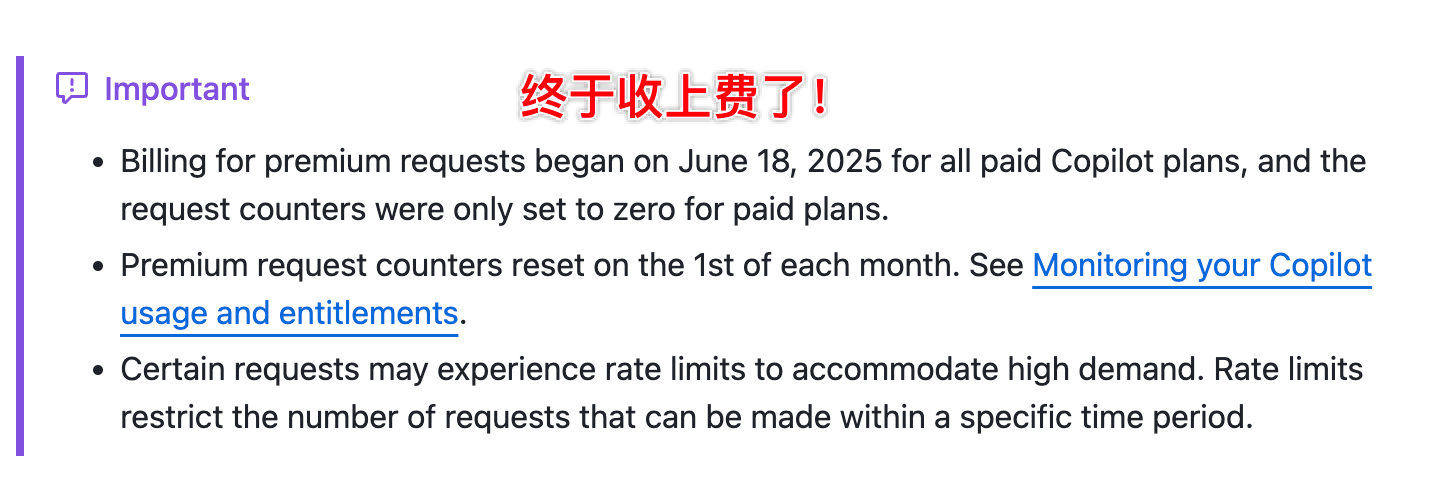 Important
终于收上费了！
Billing for premium requests began on June 18, 2025 for all paid Copilot plans, and the
request counters were only set to zero for paid plans.
Premium request counters reset on the 1st of each month. See Monitoring your Copilot
usage and entitlements.
Certain requests may experience rate limits to accommodate high demand. Rate limits
restrict the number of requests that can be made within a specific time period.